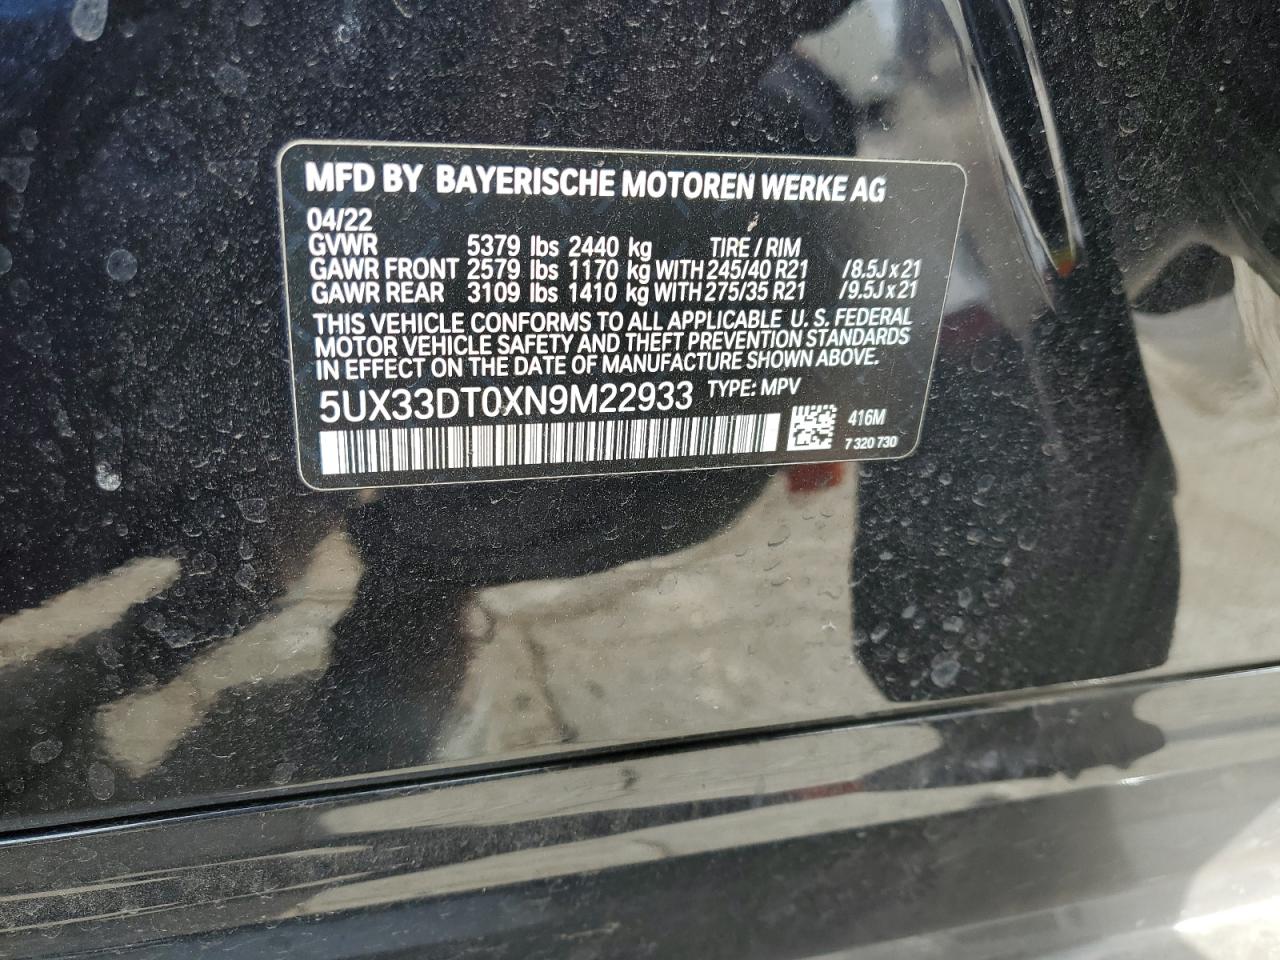 MFD BY BAYERISCHE MOTOREN WERKE AG
04/22
GVWR 5379 lbs 2440 kg TIRE / RIM
GAWR FRONT 2579 lbs 1170 kg WITH 245/40 R21 /8.5J x 21
GAWR REAR 3109 lbs 1410 kg WITH 275/35 R21 /9.5J x 21
THIS VEHICLE CONFORMS TO ALL APPLICABLE U. S. FEDERAL
MOTOR VEHICLE SAFETY AND THEFT PREVENTION STANDARDS
IN EFFECT ON THE DATE OF MANUFACTURE SHOWN ABOVE.
5UX33DT0XN9M22933 TYPE: MPV
416M
7 320 730